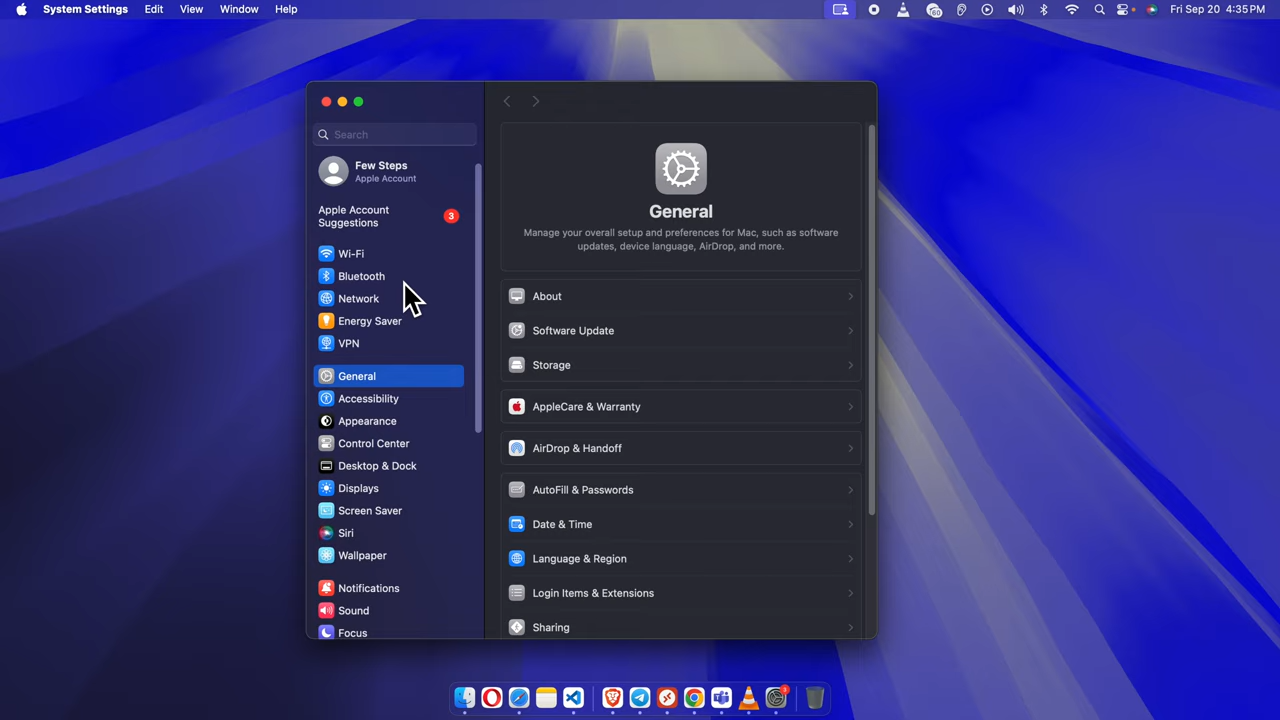 System Settings Edit View Window Help
60
Fri Sep 20 4:35 PM
Search
Few Steps
Apple Account
Apple Account
Suggestions
3
Wi-Fi
Bluetooth
Network
Energy Saver
VPN
General
Accessibility
Appearance
Control Center
Desktop & Dock
Displays
Screen Saver
Siri
Wallpaper
Notifications
Sound
Focus
General
Manage your overall setup and preferences for Mac, such as software
updates, device language, AirDrop, and more.
About
Software Update
Storage
AppleCare & Warranty
AirDrop & Handoff
AutoFill & Passwords
Date & Time
Language & Region
Login Items & Extensions
Sharing
3